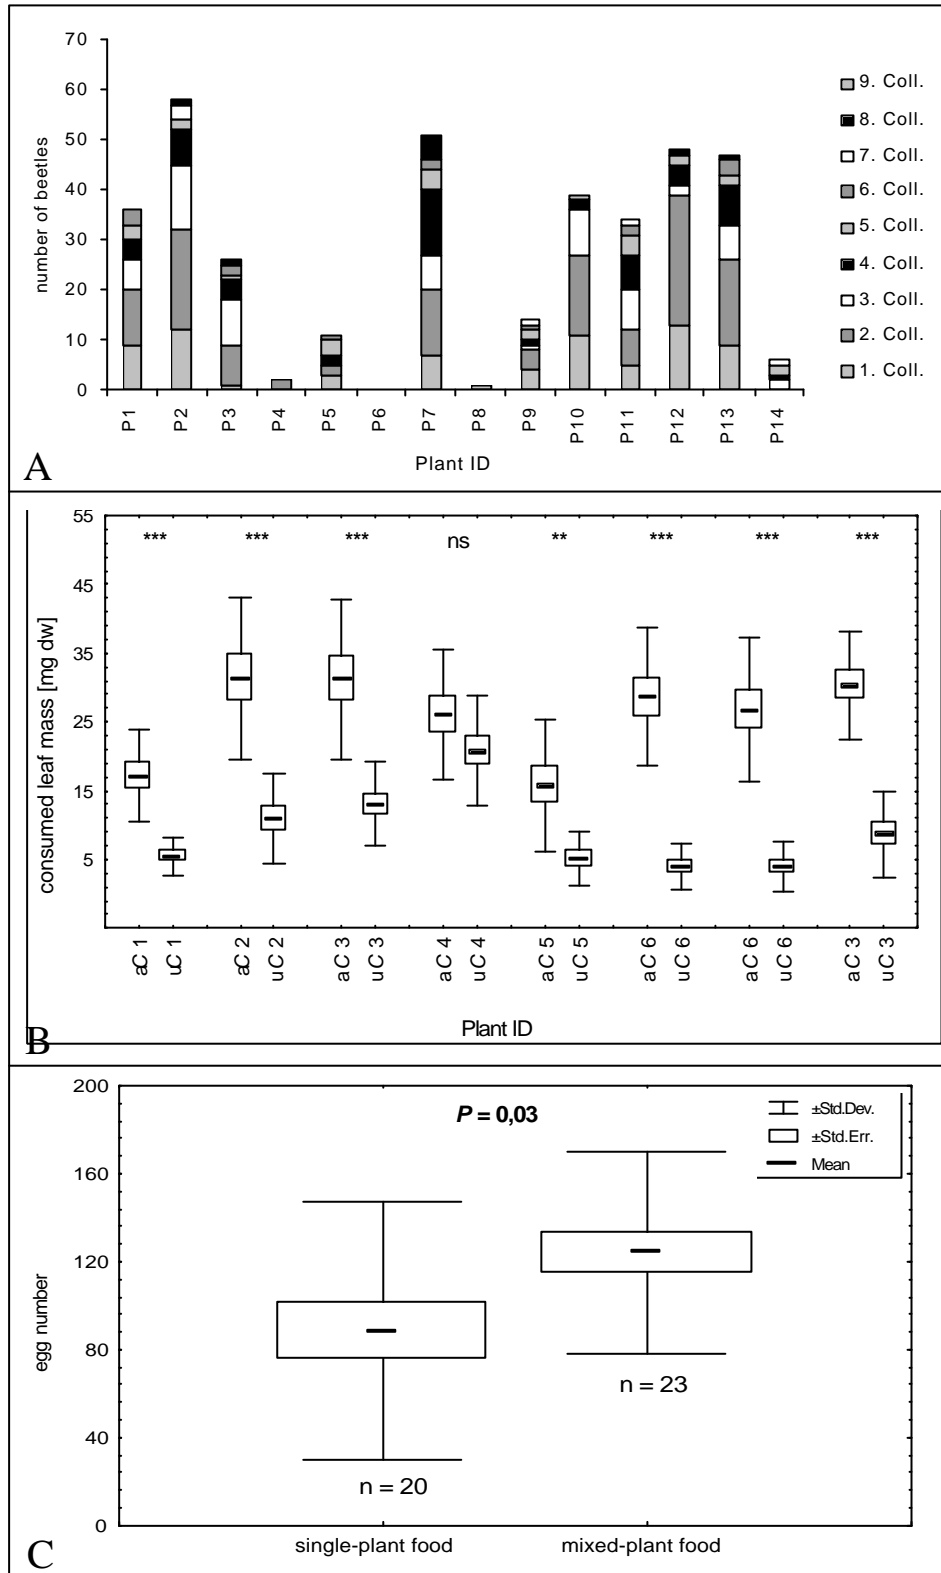 70
60
50
40
30
20
10
0
number of beetles
P1 P2 P3 P4 P5 P6 P7 P8 P9 P10 P11 P12 P13 P14
Plant ID
9. Coll.
8. Coll.
7. Coll.
6. Coll.
5. Coll.
4. Coll.
3. Coll.
2. Coll.
1. Coll.
A
55
45
35
25
15
5
consumed leaf mass [mg dw]
*** *** *** ns ** *** *** ***
aC 1 uC 1 aC 2 uC 2 aC 3 uC 3 aC 4 uC 4 aC 5 uC 5 aC 6 uC 6 aC 6 uC 6 aC 3 uC 3
Plant ID
B
200
160
120
80
40
0
egg number
P = 0,03
±Std.Dev.
±Std.Err.
Mean
n = 23
n = 20
single-plant food mixed-plant food
C